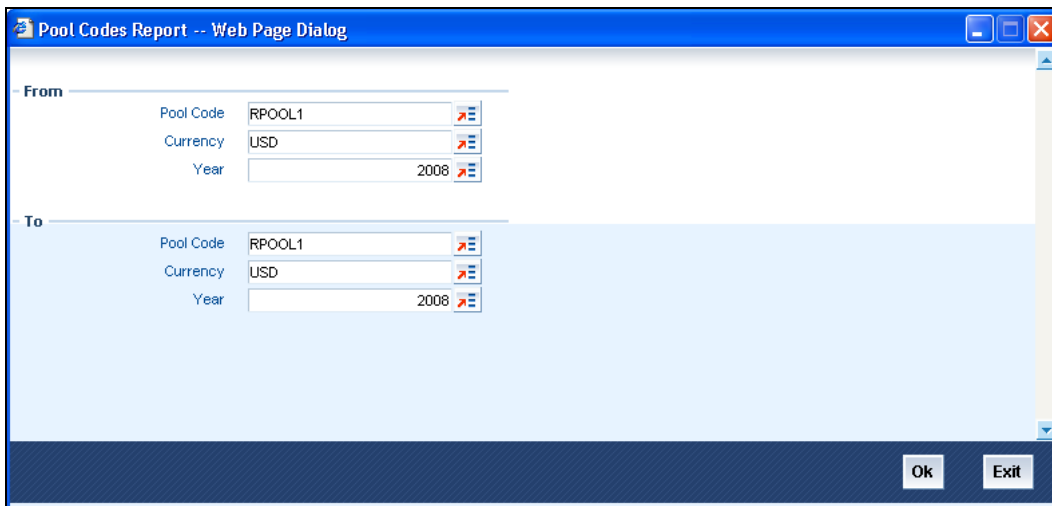 Pool Codes Report -- Web Page Dialog
From
Pool Code RPOOL1
Currency USD
Year 2008
To
Pool Code RPOOL1
Currency USD
Year 2008
Ok Exit